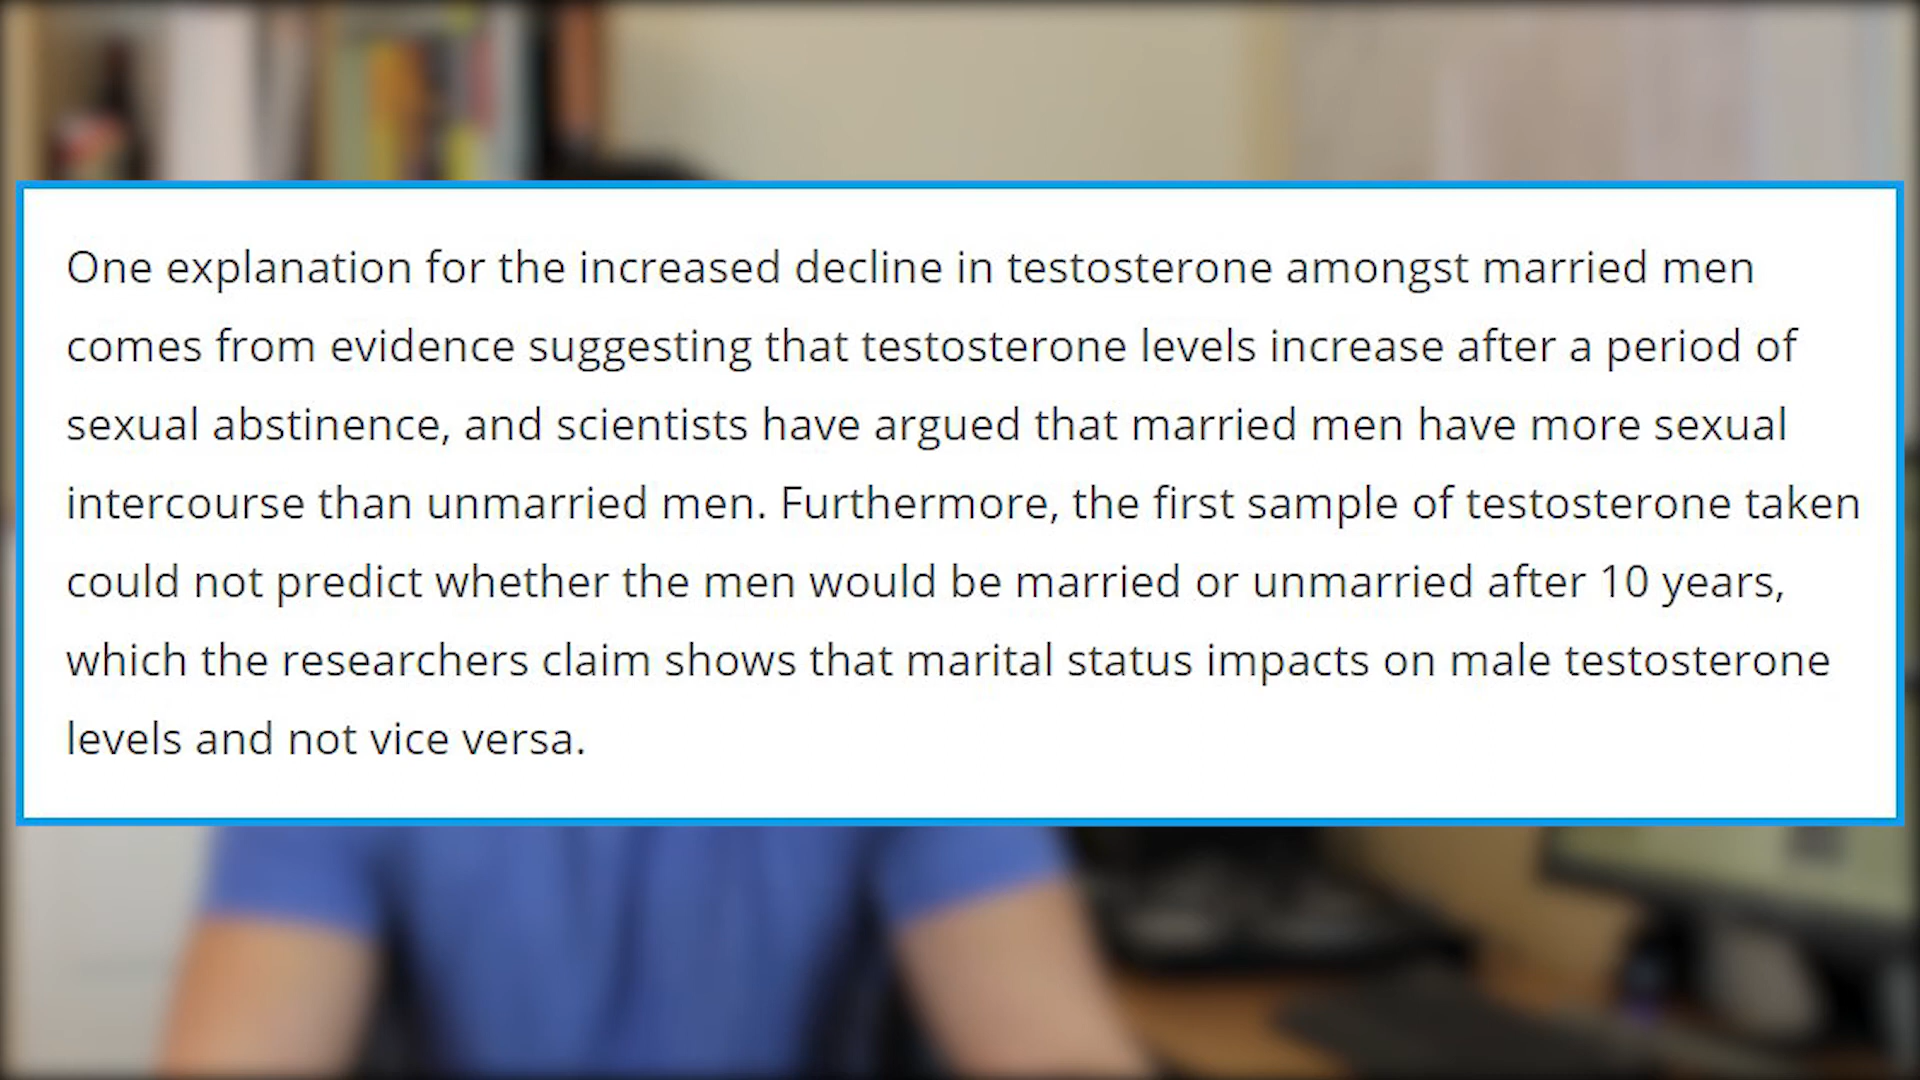 One explanation for the increased decline in testosterone amongst married men
comes from evidence suggesting that testosterone levels increase after a period of
sexual abstinence, and scientists have argued that married men have more sexual
intercourse than unmarried men. Furthermore, the first sample of testosterone taken
could not predict whether the men would be married or unmarried after 10 years,
which the researchers claim shows that marital status impacts on male testosterone
levels and not vice versa.